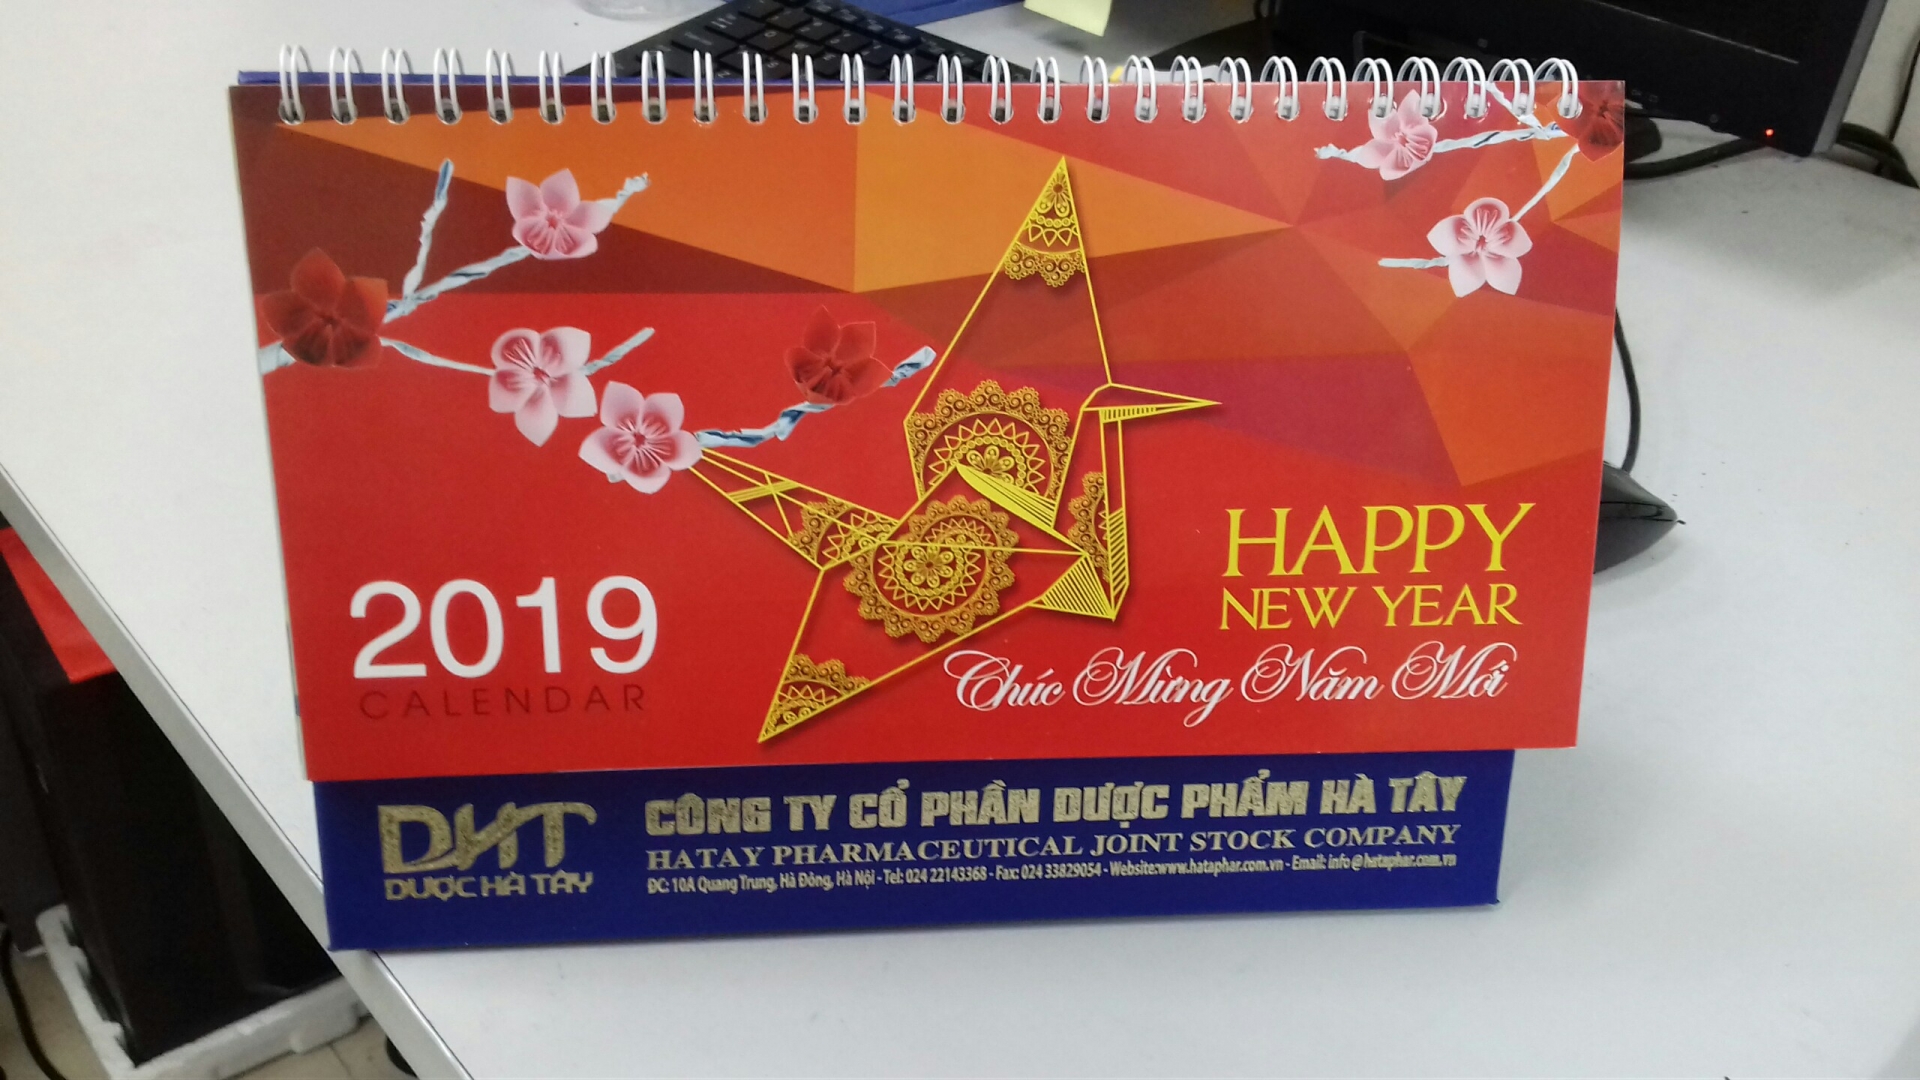 2019
CALENDAR
HAPPY
NEW YEAR
Chúc Mừng Năm Mới
DHT
DƯỢC HÀ TÂY
CÔNG TY CỔ PHẦN DƯỢC PHẨM HÀ TÂY
HATAY PHARMACEUTICAL JOINT STOCK COMPANY
ĐC: 10A Quang Trung, Hà Đông, Hà Nội - Tel: 024 22143368 - Fax: 024 33829054 - Website:www.hataphar.com.vn - Email: info@hataphar.com.vn